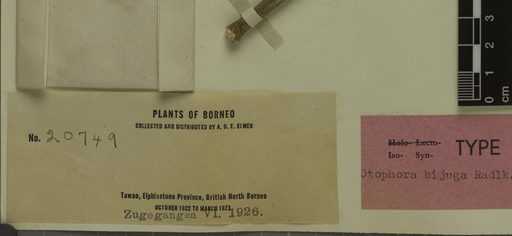 PLANTS OF BORNEO
COLLECTED AND DISTRIBUTED BY A. D. E. ELMER
No. 20749
Tawao, Elphinstone Province, British North Borneo
OCTOBER 1922 TO MARCH 1923
Zugegangen VI. 1926.
Holo- Lecto-
Iso- Syn-
TYPE
Otophora bijuga Radlk.
0 1 2 3
cm